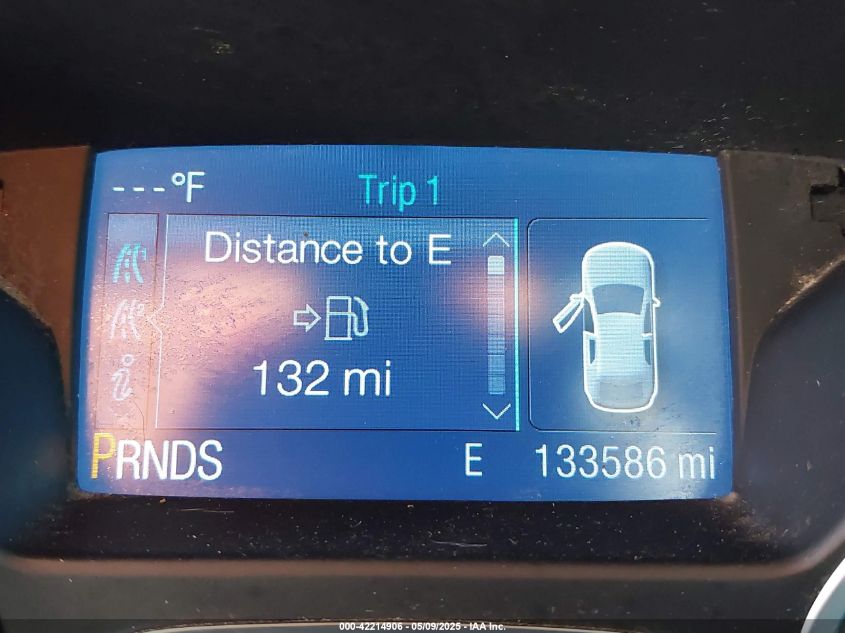 ---°F
Trip 1
Distance to E
132 mi
PRNDS
E
133586 mi
000-42214906 - 05/09/2025 - IAA Inc.